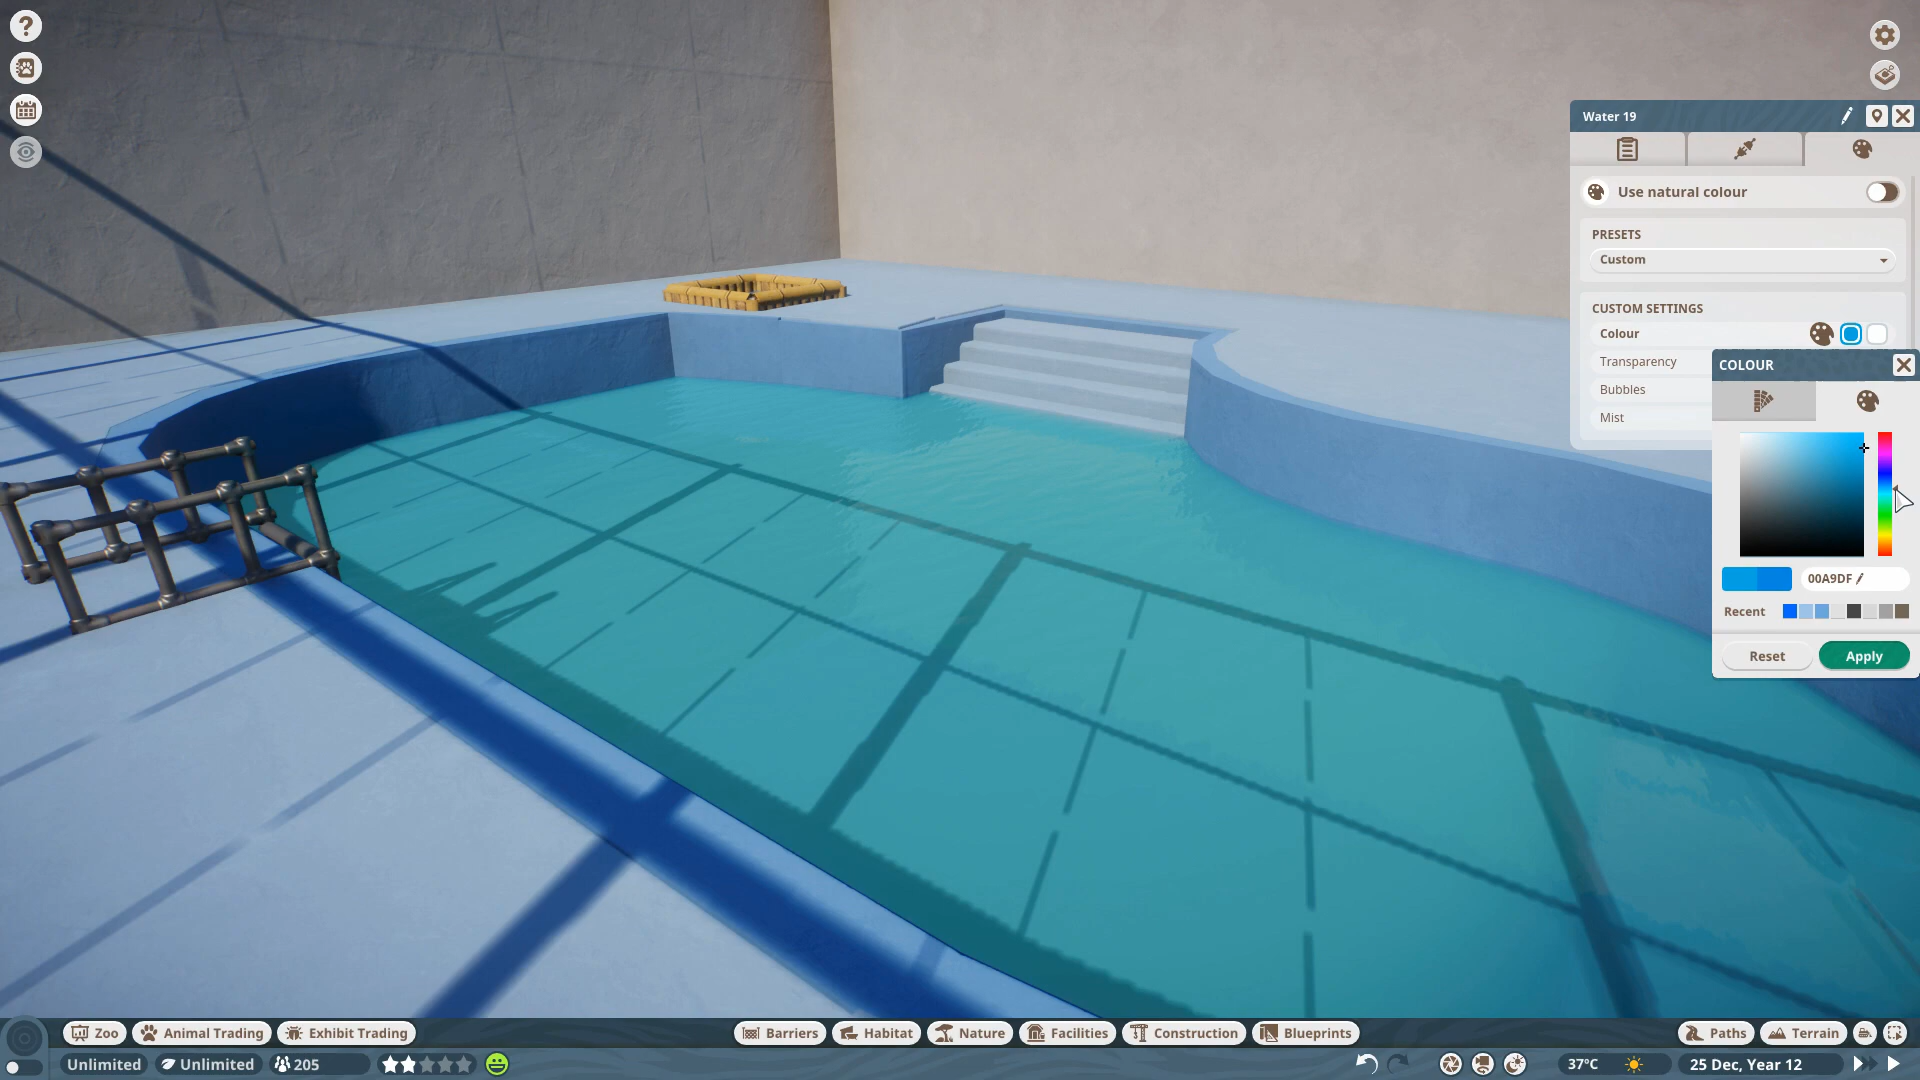 Water 19
Use natural colour
PRESETS
Custom
CUSTOM SETTINGS
Colour
Transparency
Bubbles
Mist
COLOUR
00A9DF
Recent
Reset
Apply
Zoo
Animal Trading
Exhibit Trading
Barriers
Habitat
Nature
Facilities
Construction
Blueprints
Paths
Terrain
Unlimited
Unlimited
205
37°C
25 Dec, Year 12